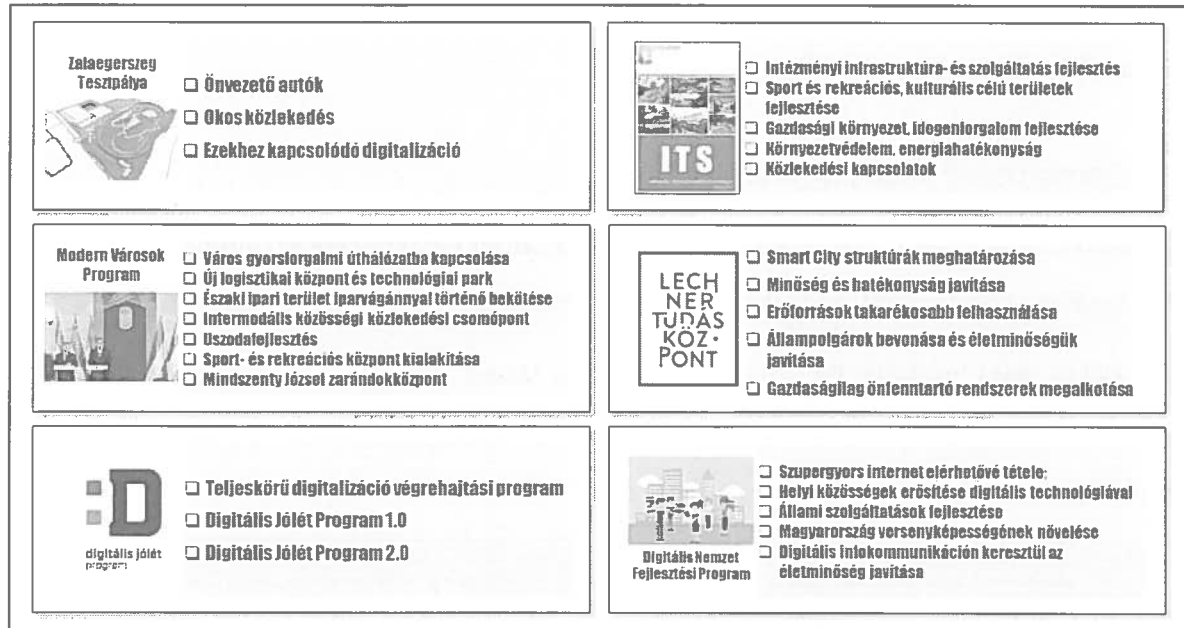 Zalaegerszeg
Tesztpálya
❑ Önvezető autók
❑ Okos közlekedés
❑ Ezekhez kapcsolódó digitalizáció
ITS
❑ Intézményi infrastruktúra- és szolgáltatás fejlesztés
❑ Sport és rekreációs, kulturális célú területek
fejlesztése
❑ Gazdasági környezet, idegenforgalom fejlesztése
❑ Környezetvédelem, energiahatékonyság
❑ Közlekedési kapcsolatok
Modern Városok
Program
❑ Város gyorsforgalmi úthálózatba kapcsolása
❑ Új logisztikai központ és technológiai park
❑ Északi ipari terület iparvágánnyal történő bekötése
❑ Intermodális közösségi közlekedési csomópont
❑ Uszodafejlesztés
❑ Sport- és rekreációs központ kialakítása
❑ Mindszenty József zarándokközpont
LECH
NER
TUDÁS
KÖZ·
PONT
❑ Smart City struktúrák meghatározása
❑ Minőség és hatékonyság javítása
❑ Erőforrások takarékosabb felhasználása
❑ Állampolgárok bevonása és életminőségük
javítása
❑ Gazdaságilag önfenntartó rendszerek megalkotása
:D
digitális jólét
program
❑ Teljeskörű digitalizáció végrehajtási program
❑ Digitális Jólét Program 1.0
❑ Digitális Jólét Program 2.0
Digitális Nemzet
Fejlesztési Program
❑ Szupergyors internet elérhetővé tétele;
❑ Helyi közösségek erősítése digitális technológiával
❑ Állami szolgáltatások fejlesztése
❑ Magyarország versenyképességének növelése
❑ Digitális infokommunikáción keresztül az
életminőség javítása